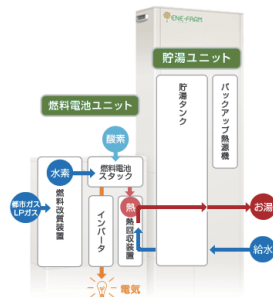 ENE-FARM
貯湯ユニット
燃料電池ユニット
貯湯タンク
バックアップ熱源機
酸素
水素
燃料電池
スタック
都市ガス
LPガス
燃料改質装置
インバータ
熱
熱回収装置
お湯
給水
電気